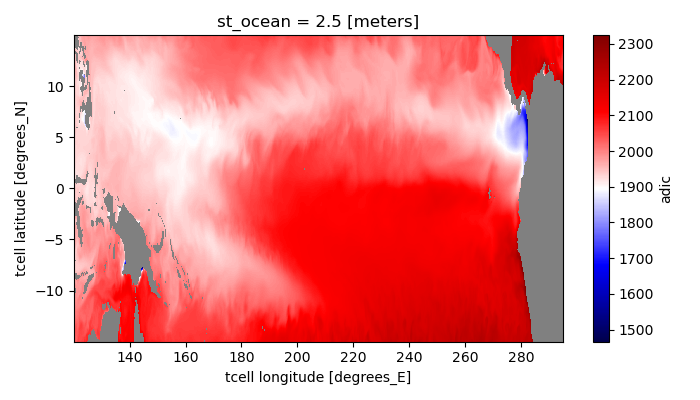 st_ocean = 2.5 [meters]
10
5
0
−5
−10
tcell latitude [degrees_N]
140 160 180 200 220 240 260 280
tcell longitude [degrees_E]
2300
2200
2100
2000
1900
1800
1700
1600
1500
adic